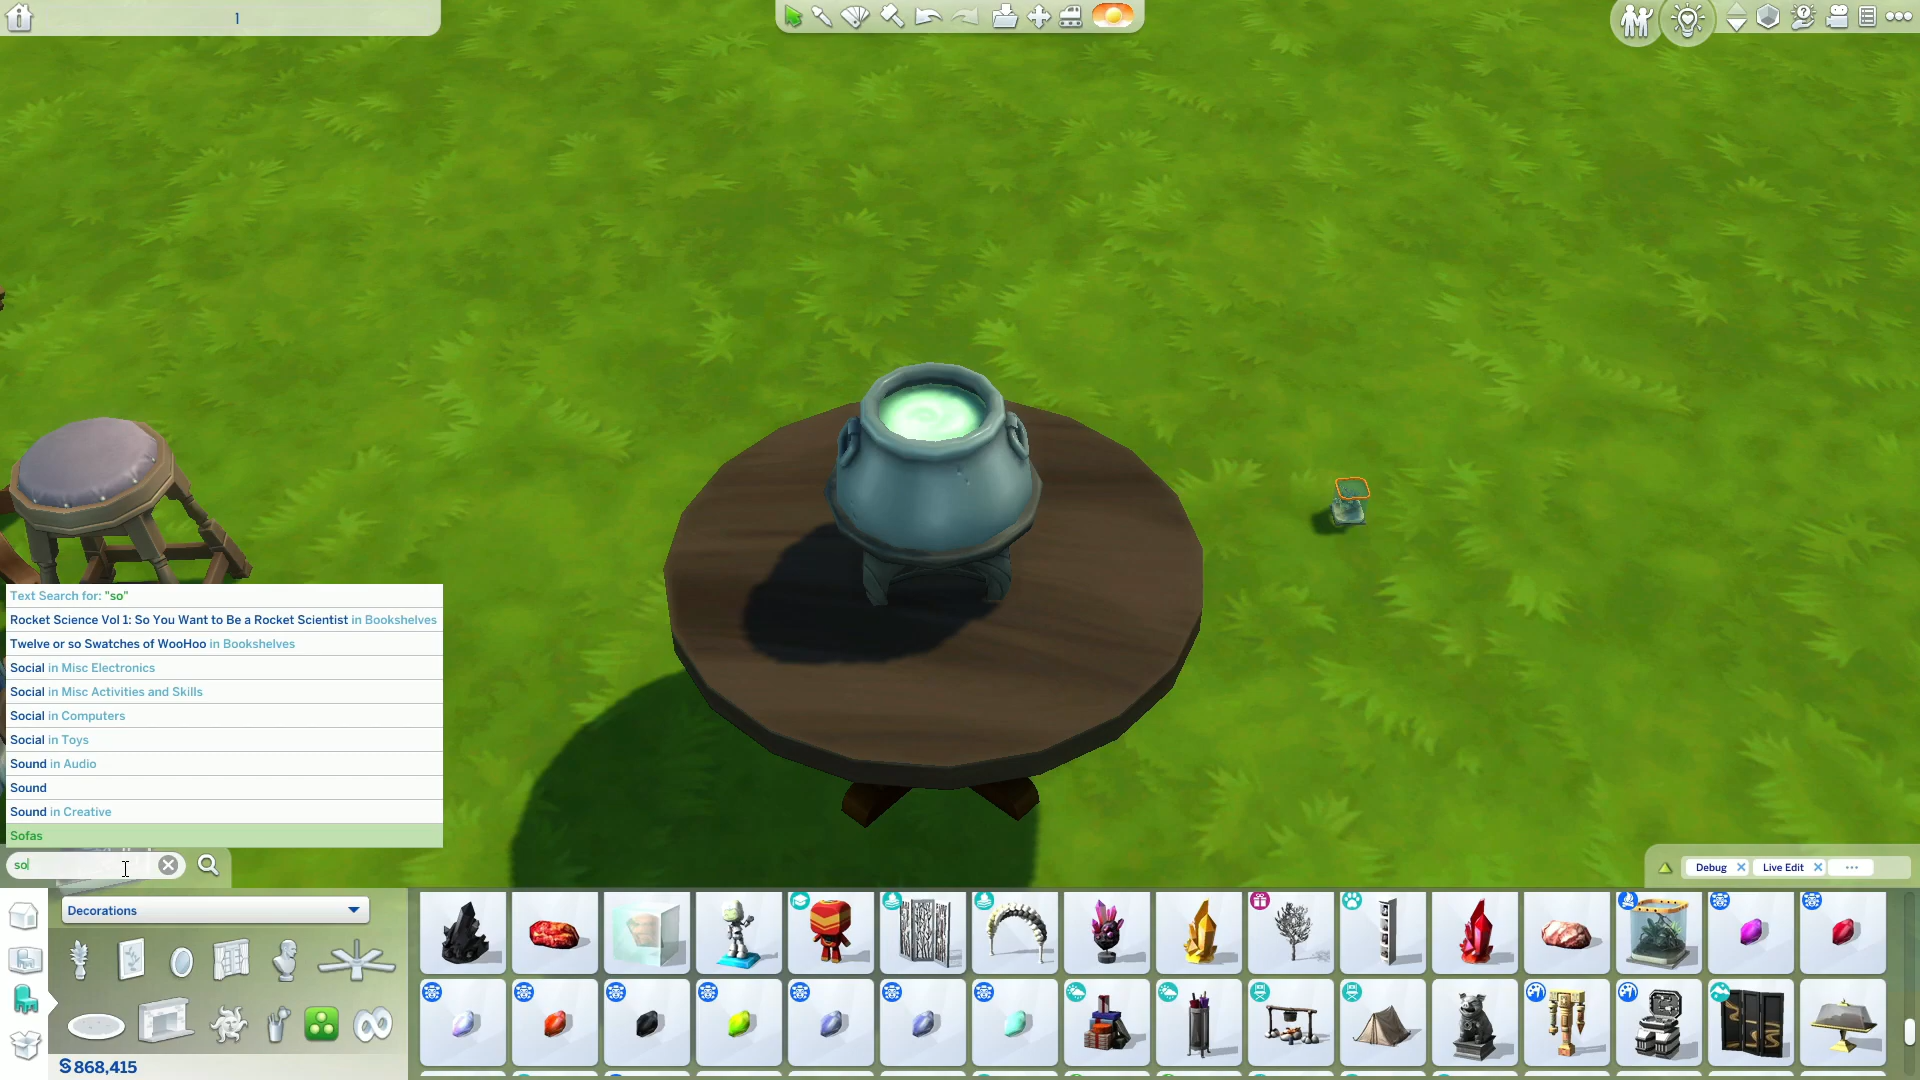 1
Text Search for: "so"
Rocket Science Vol 1: So You Want to Be a Rocket Scientist in Bookshelves
Twelve or so Swatches of WooHoo in Bookshelves
Social in Misc Electronics
Social in Misc Activities and Skills
Social in Computers
Social in Toys
Sound in Audio
Sound
Sound in Creative
Sofas
so
Debug
Live Edit
Decorations
§868,415